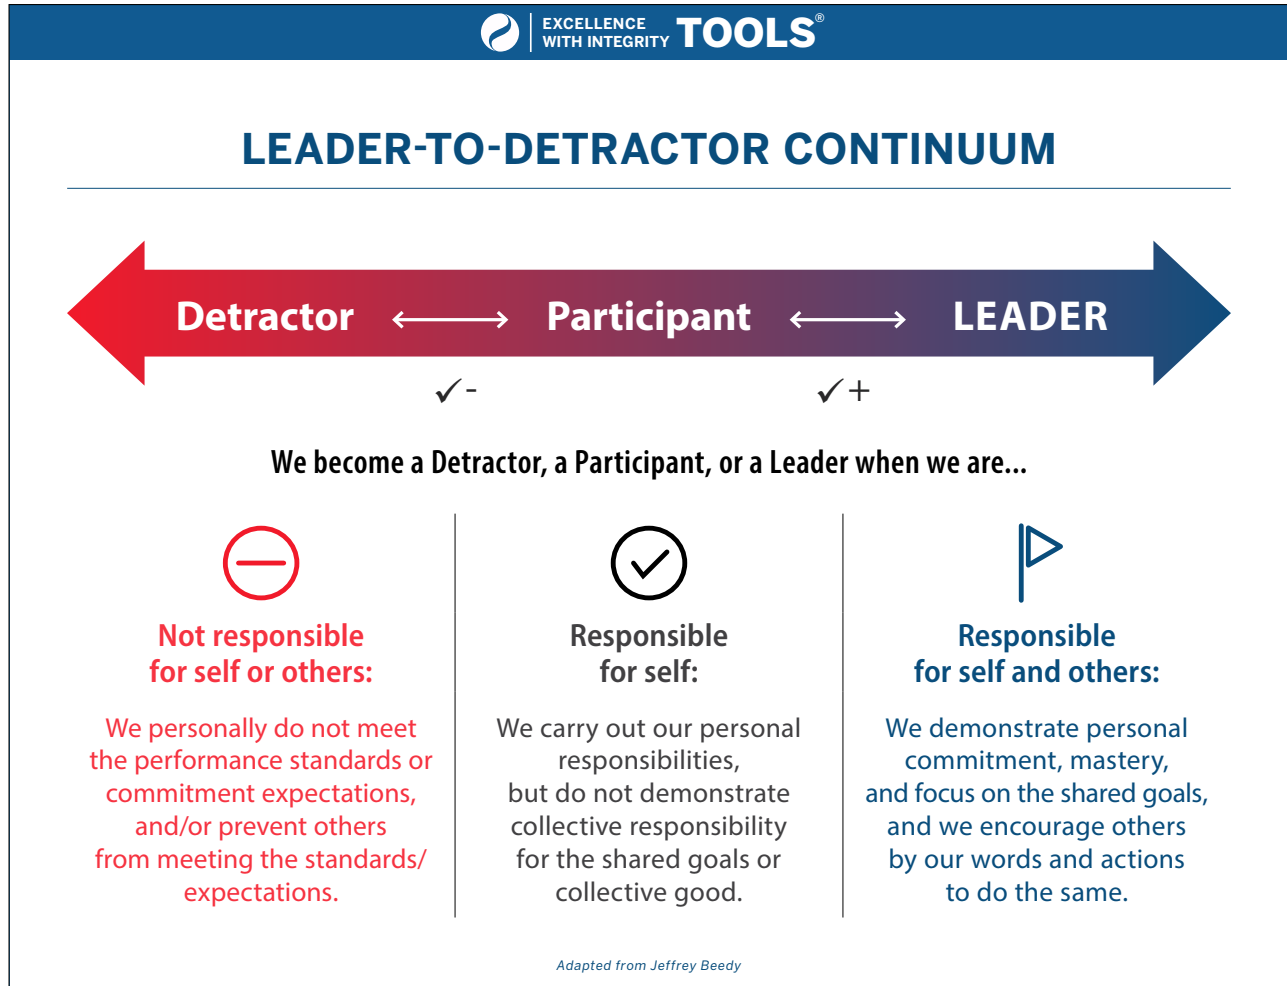 EXCELLENCE
WITH INTEGRITY TOOLS®
LEADER-TO-DETRACTOR CONTINUUM
Detractor Participant LEADER
✓- ✓+
We become a Detractor, a Participant, or a Leader when we are...
Not responsible
for self or others:
We personally do not meet
the performance standards or
commitment expectations,
and/or prevent others
from meeting the standards/
expectations.
Responsible
for self:
We carry out our personal
responsibilities,
but do not demonstrate
collective responsibility
for the shared goals or
collective good.
Responsible
for self and others:
We demonstrate personal
commitment, mastery,
and focus on the shared goals,
and we encourage others
by our words and actions
to do the same.
Adapted from Jeffrey Beedy